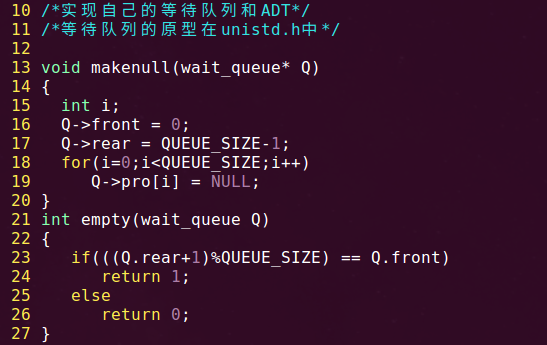 10 /*实现自己的等待队列和ADT*/
11 /*等待队列的原型在unistd.h中*/
12
13 void makenull(wait_queue* Q)
14 {
15   int i;
16   Q->front = 0;
17   Q->rear = QUEUE_SIZE-1;
18   for(i=0;i<QUEUE_SIZE;i++)
19      Q->pro[i] = NULL;
20 }
21 int empty(wait_queue Q)
22 {
23    if(((Q.rear+1)%QUEUE_SIZE) == Q.front)
24       return 1;
25    else
26       return 0;
27 }